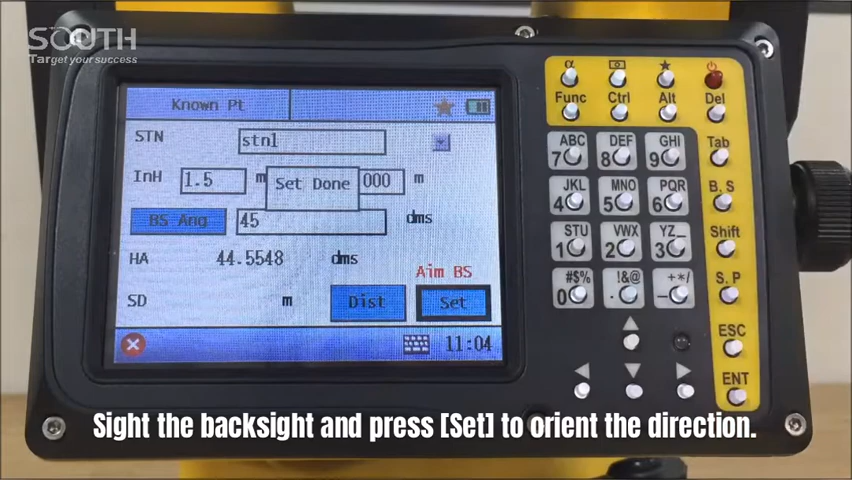 SOUTH
Target your success
Known Pt
STN
stn1
InH
1.5
m
Set Done
000
m
BS Ang
45
dms
HA
44.5548
dms
Aim BS
SD
m
Dist
Set
11:04
α
Func
Ctrl
Alt
Del
ABC
7
DEF
8
GHI
9
Tab
JKL
4
MNO
5
PQR
6
B.S
STU
1
VWX
2
YZ_
3
Shift
#$%
0
!&@
.
+*/
-
S.P
ESC
ENT
Sight the backsight and press [Set] to orient the direction.